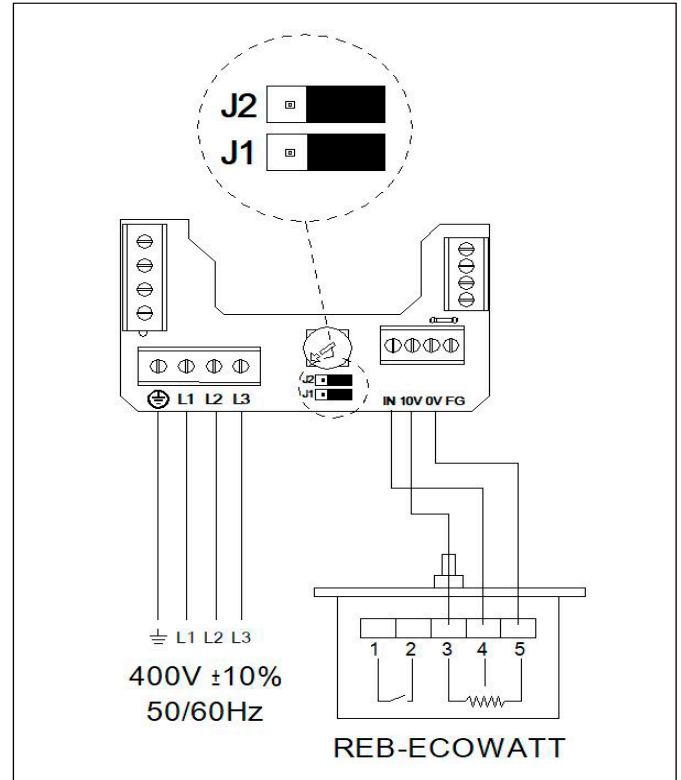 J2
J1
J2
J1
L1 L2 L3
IN 10V 0V FG
L1 L2 L3
400V ±10%
50/60Hz
1 2 3 4 5
REB-ECOWATT